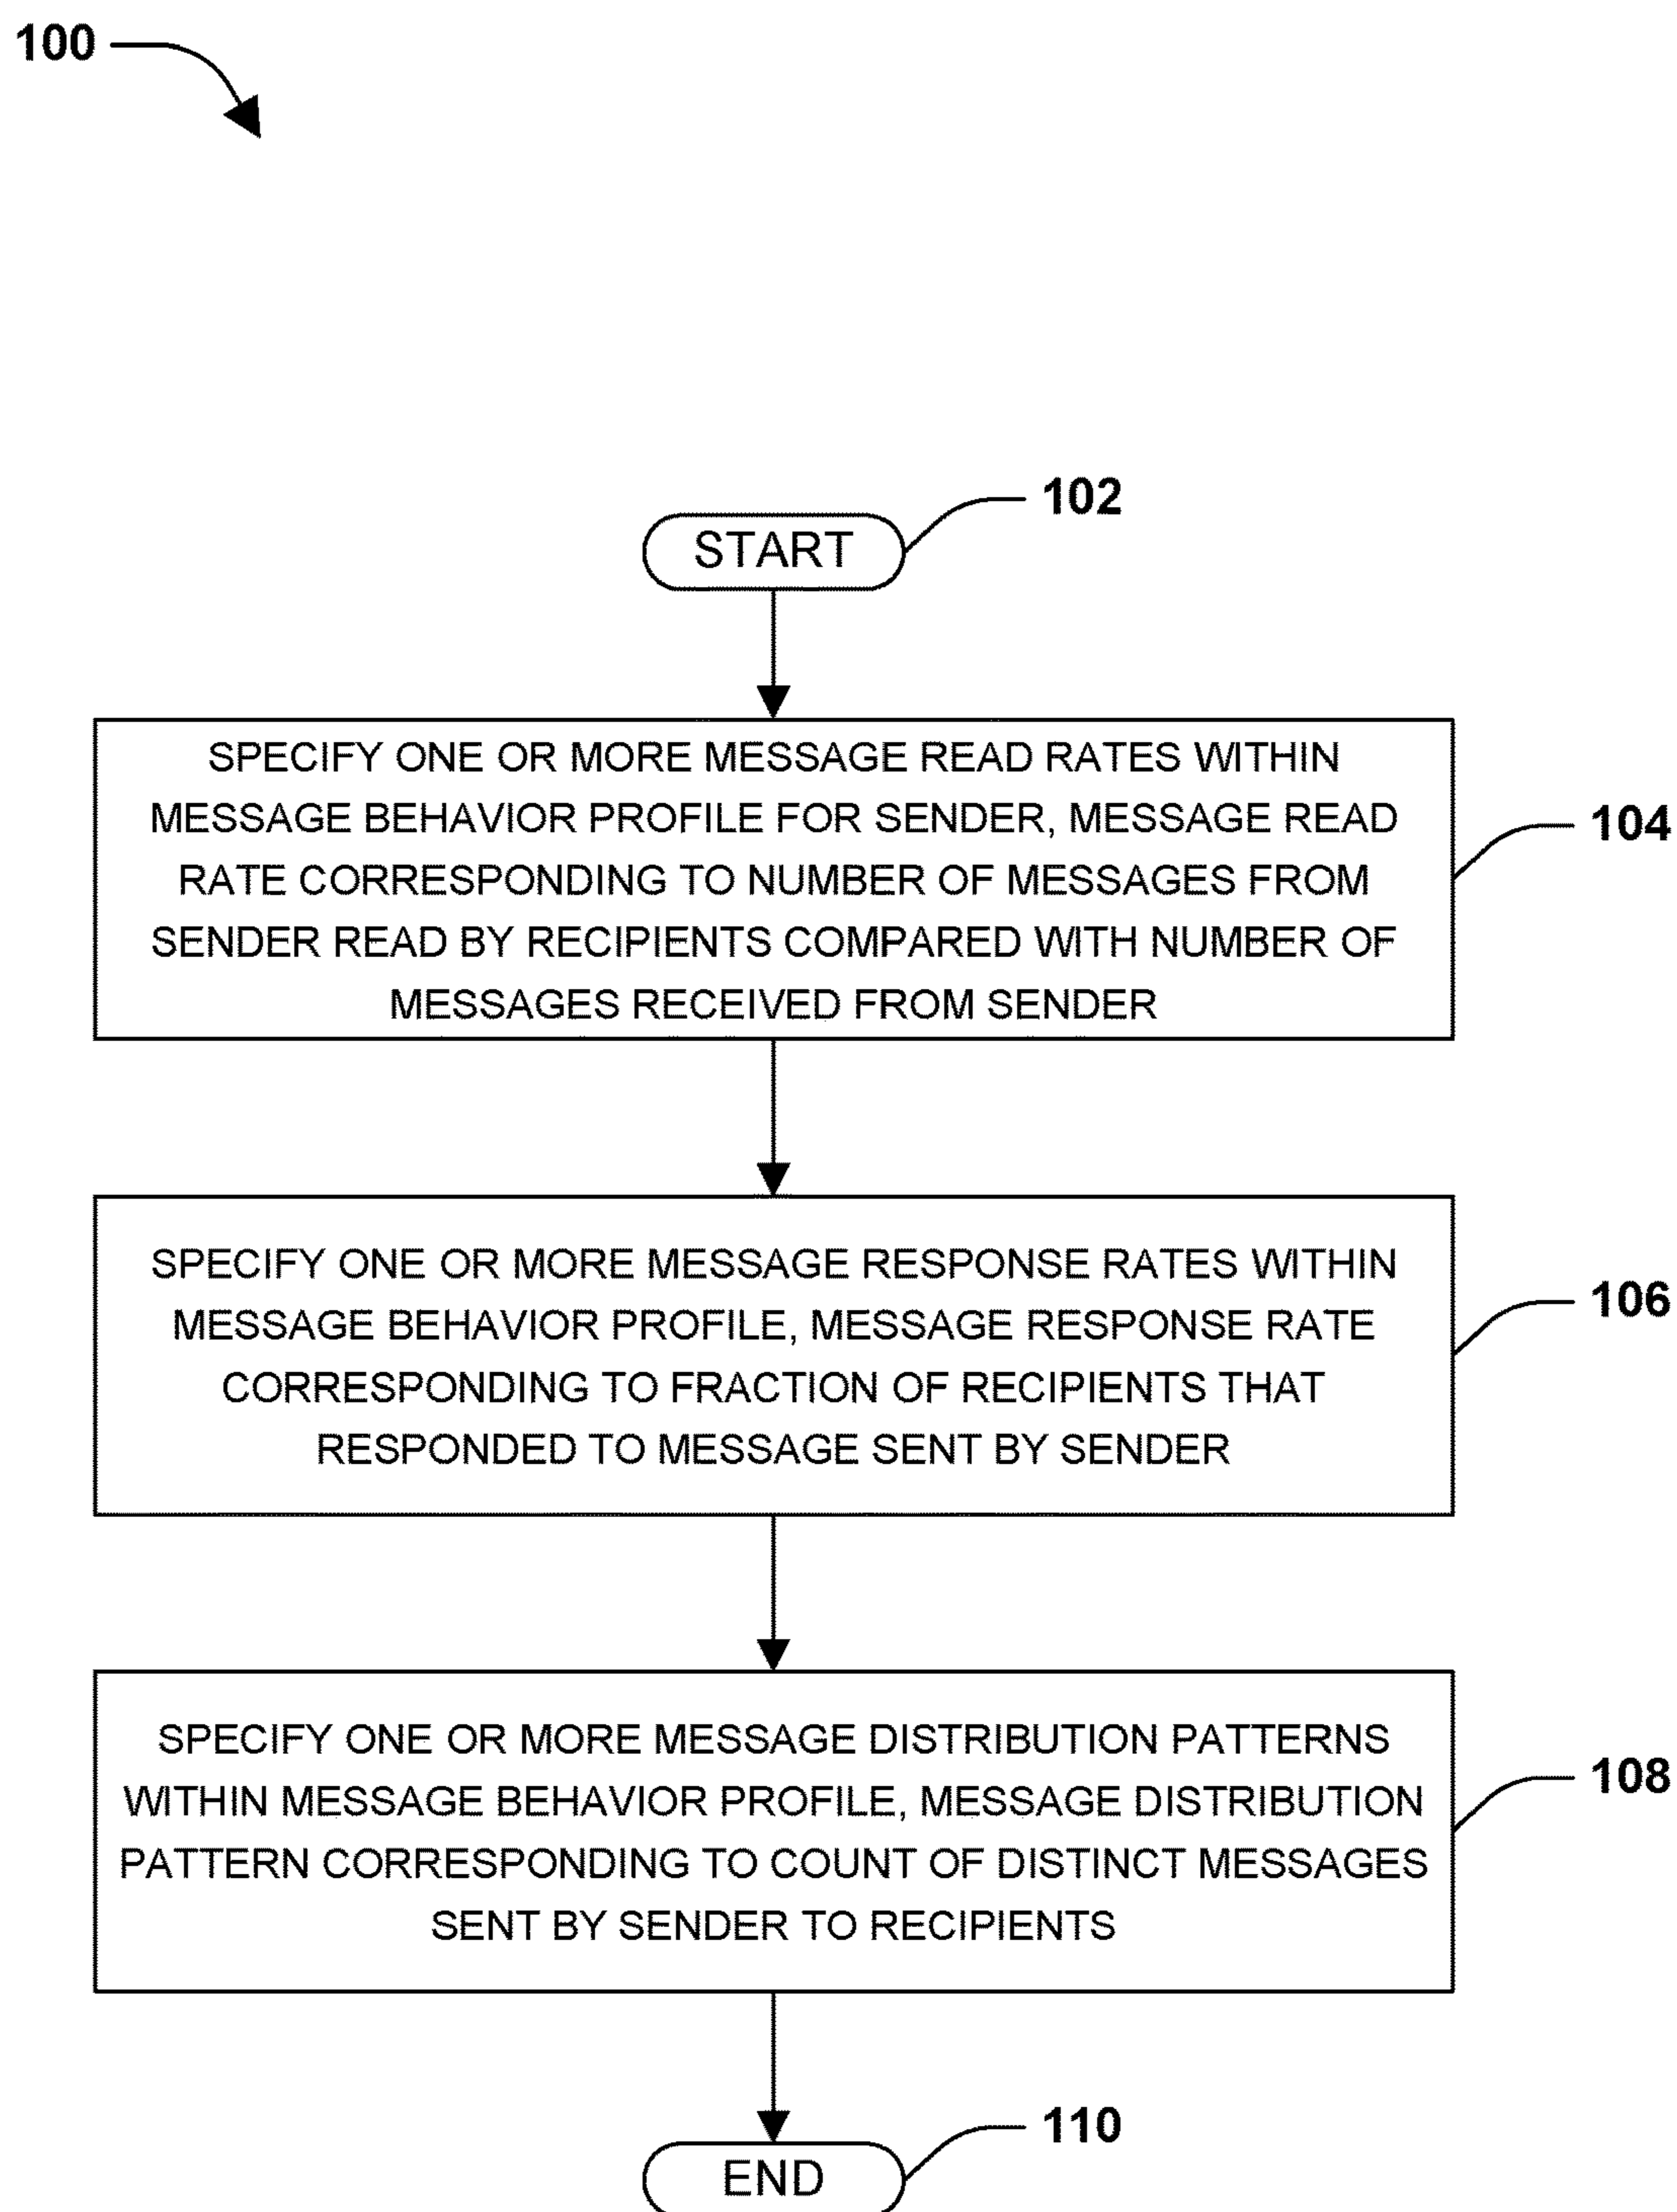 100
102
START
SPECIFY ONE OR MORE MESSAGE READ RATES WITHIN
MESSAGE BEHAVIOR PROFILE FOR SENDER, MESSAGE READ
RATE CORRESPONDING TO NUMBER OF MESSAGES FROM
SENDER READ BY RECIPIENTS COMPARED WITH NUMBER OF
MESSAGES RECEIVED FROM SENDER
104
SPECIFY ONE OR MORE MESSAGE RESPONSE RATES WITHIN
MESSAGE BEHAVIOR PROFILE, MESSAGE RESPONSE RATE
CORRESPONDING TO FRACTION OF RECIPIENTS THAT
RESPONDED TO MESSAGE SENT BY SENDER
106
SPECIFY ONE OR MORE MESSAGE DISTRIBUTION PATTERNS
WITHIN MESSAGE BEHAVIOR PROFILE, MESSAGE DISTRIBUTION
PATTERN CORRESPONDING TO COUNT OF DISTINCT MESSAGES
SENT BY SENDER TO RECIPIENTS
108
110
END